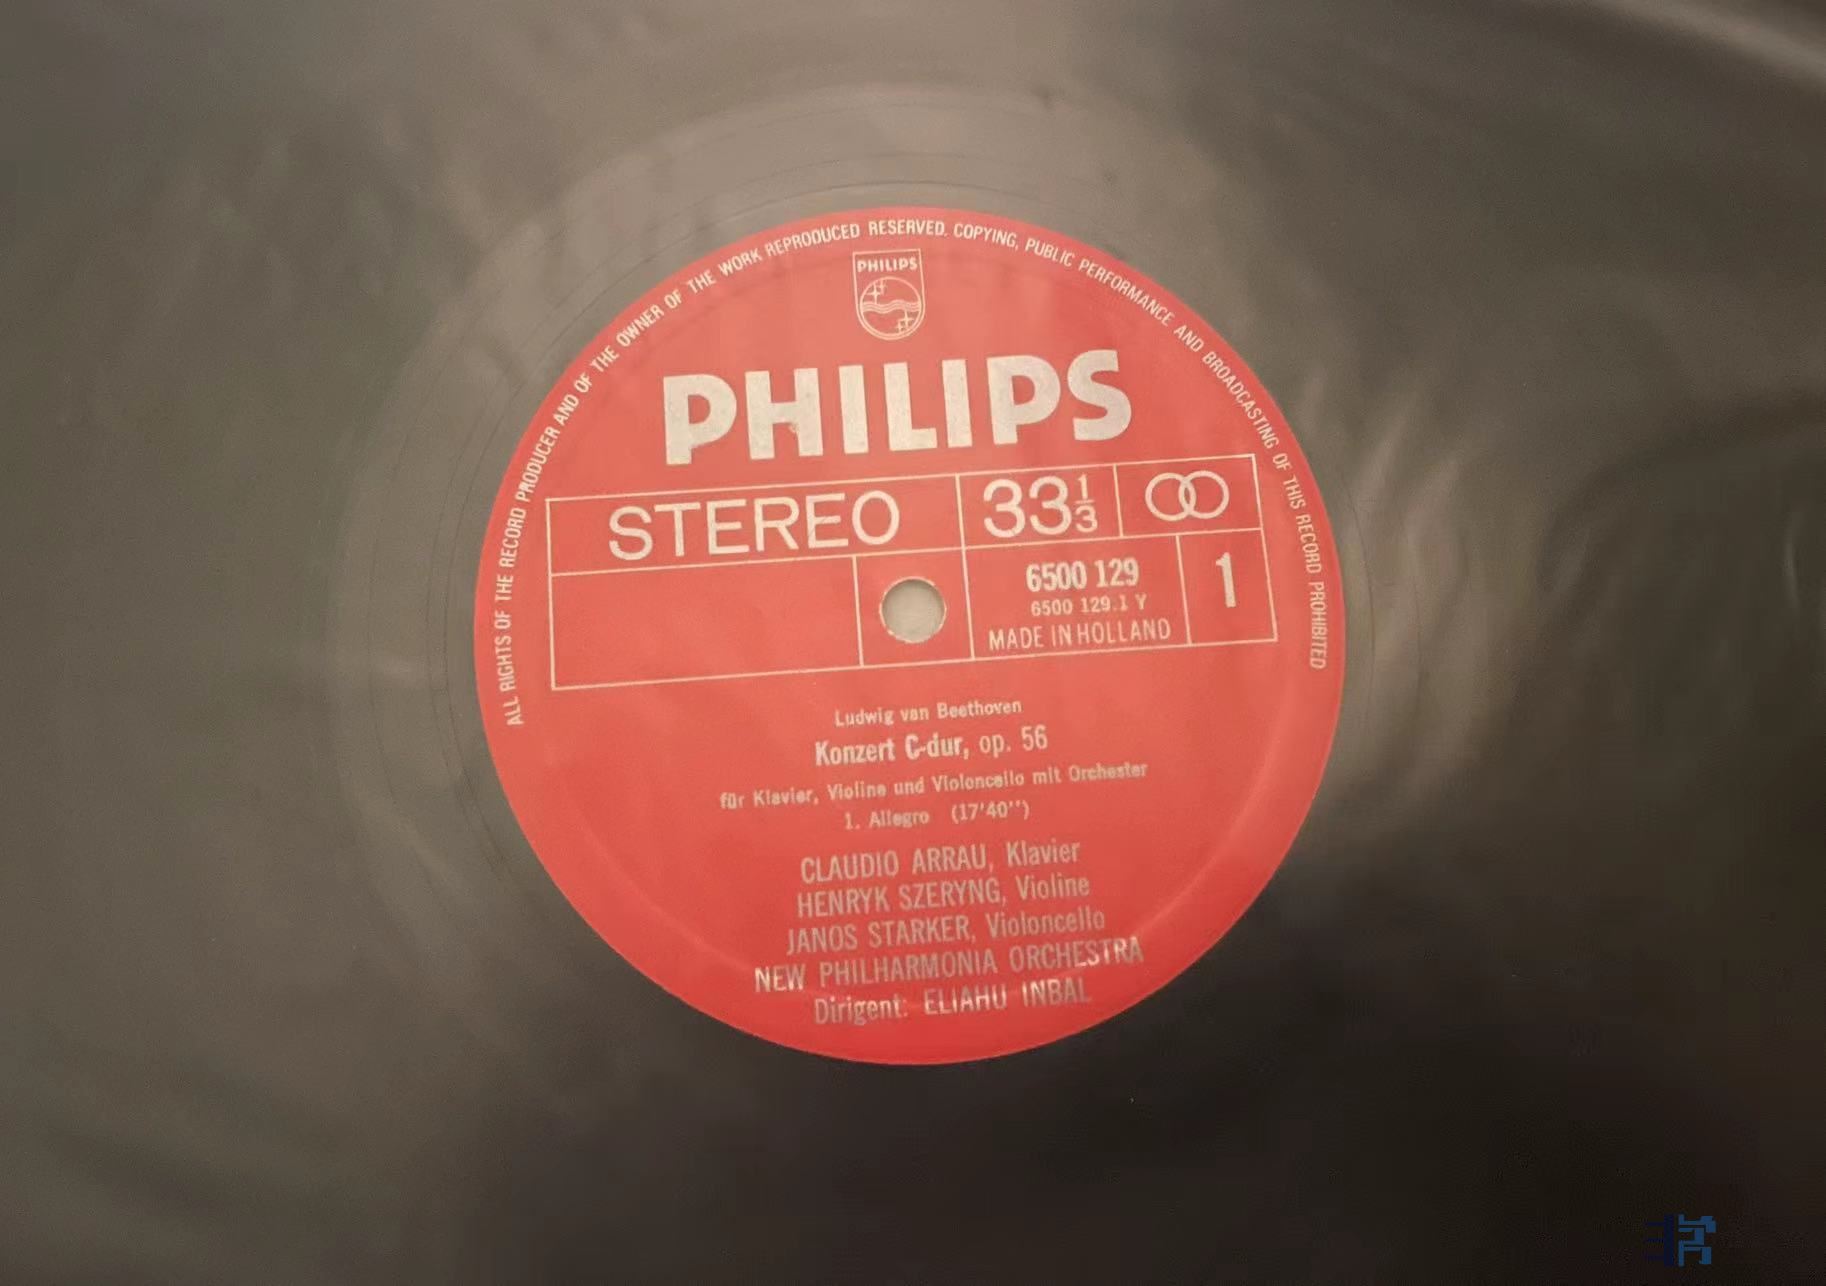 ALL RIGHTS OF THE RECORD PRODUCER AND OF THE OWNER OF THE WORK REPRODUCED RESERVED. COPYING, PUBLIC PERFORMANCE AND BROADCASTING OF THIS RECORD PROHIBITED
PHILIPS
PHILIPS
STEREO
33 1/3
6500 129
6500 129.1 Y
MADE IN HOLLAND
1
Ludwig van Beethoven
Konzert C-dur, op. 56
für Klavier, Violine und Violoncello mit Orchester
1. Allegro (17'40'')
CLAUDIO ARRAU, Klavier
HENRYK SZERYNG, Violine
JANOS STARKER, Violoncello
NEW PHILHARMONIA ORCHESTRA
Dirigent: ELIAHU INBAL